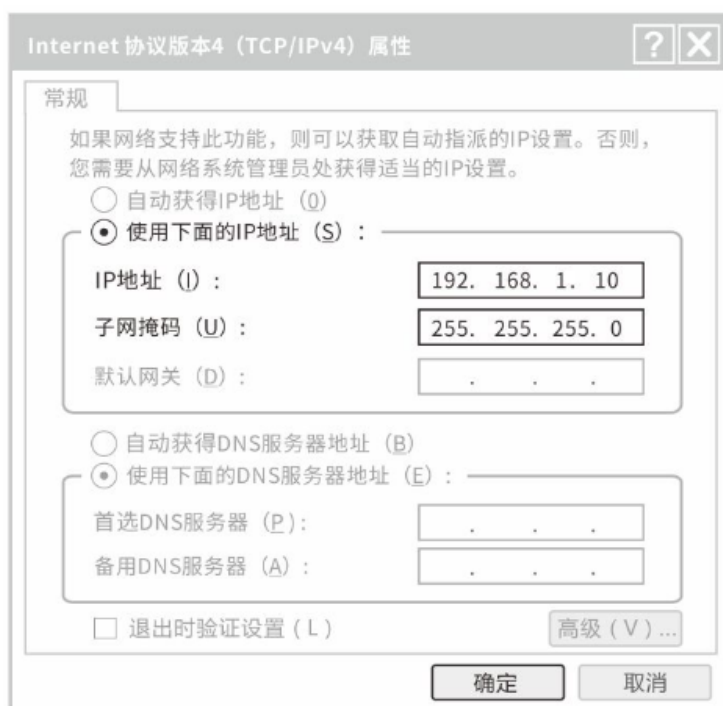 Internet 协议版本4（TCP/IPv4）属性
常规
如果网络支持此功能，则可以获取自动指派的IP设置。否则，
您需要从网络系统管理员处获得适当的IP设置。
自动获得IP地址（0）
使用下面的IP地址（S）：
IP地址（I）： 192. 168. 1. 10
子网掩码（U）： 255. 255. 255. 0
默认网关（D）： . . .
自动获得DNS服务器地址（B）
使用下面的DNS服务器地址（E）：
首选DNS服务器（P）： . . .
备用DNS服务器（A）： . . .
退出时验证设置（L） 高级（V）...
确定 取消